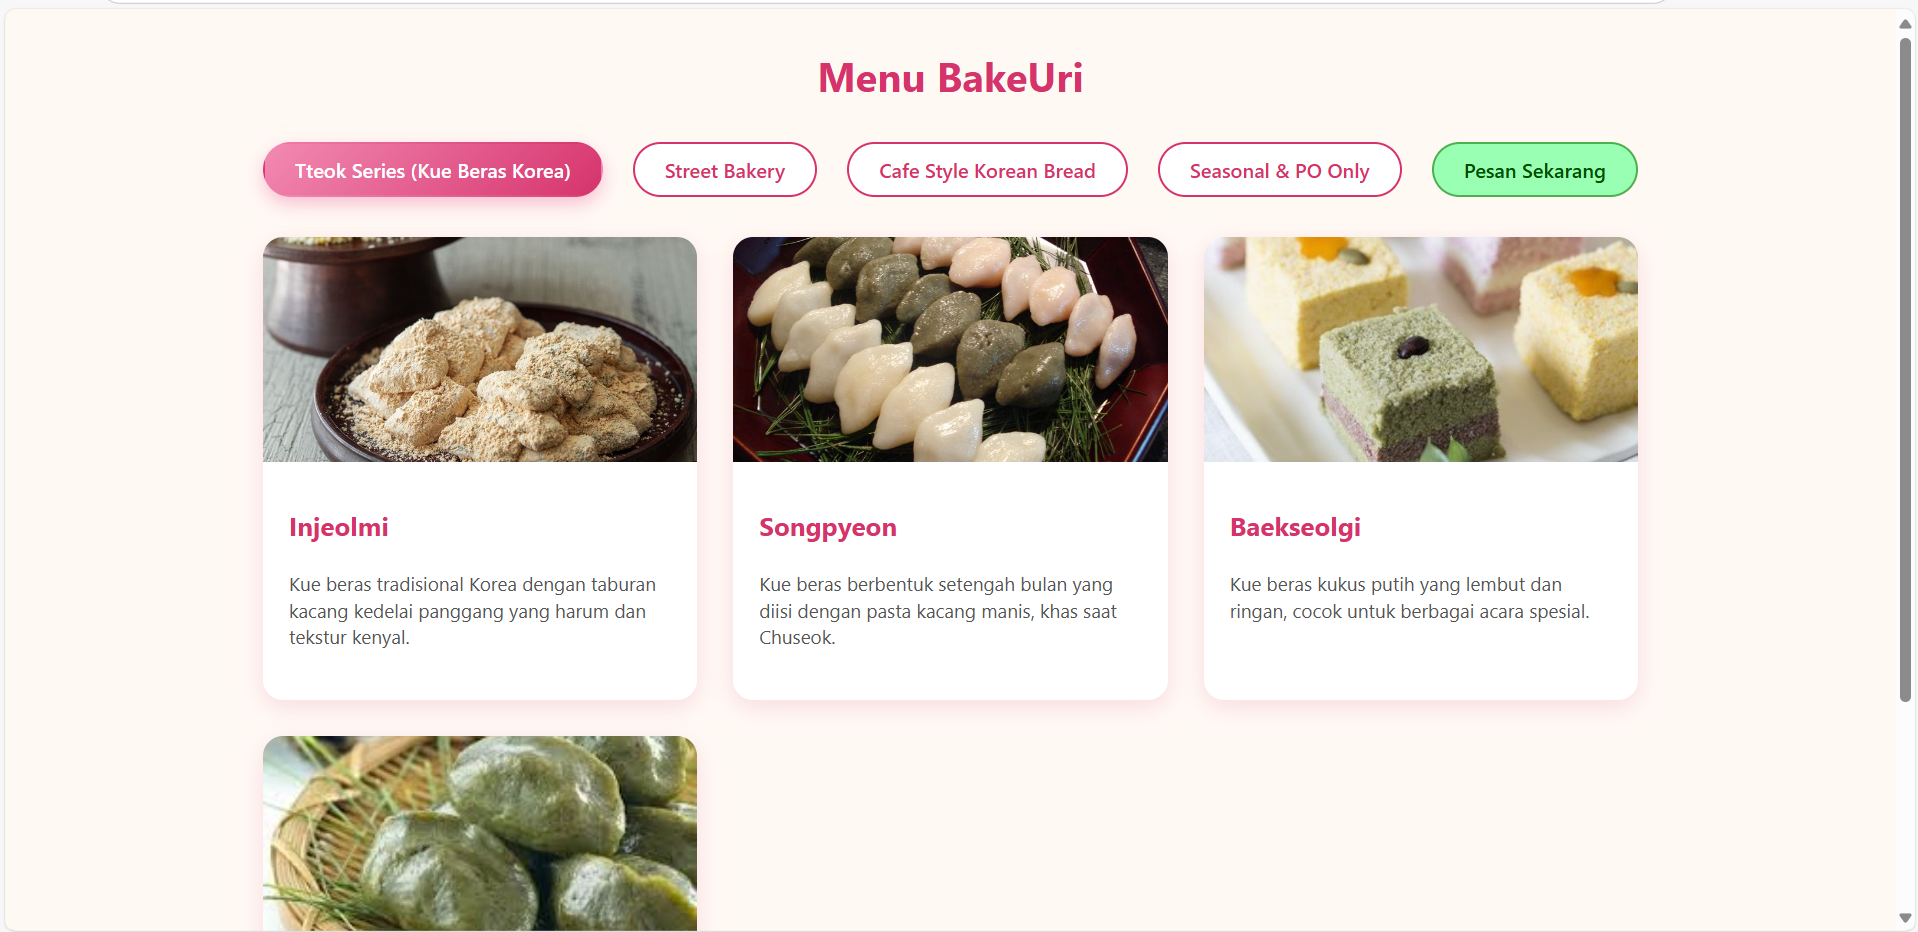 Menu BakeUri
Tteok Series (Kue Beras Korea)
Street Bakery
Cafe Style Korean Bread
Seasonal & PO Only
Pesan Sekarang
Injeolmi
Kue beras tradisional Korea dengan taburan
kacang kedelai panggang yang harum dan
tekstur kenyal.
Songpyeon
Kue beras berbentuk setengah bulan yang
diisi dengan pasta kacang manis, khas saat
Chuseok.
Baekseolgi
Kue beras kukus putih yang lembut dan
ringan, cocok untuk berbagai acara spesial.